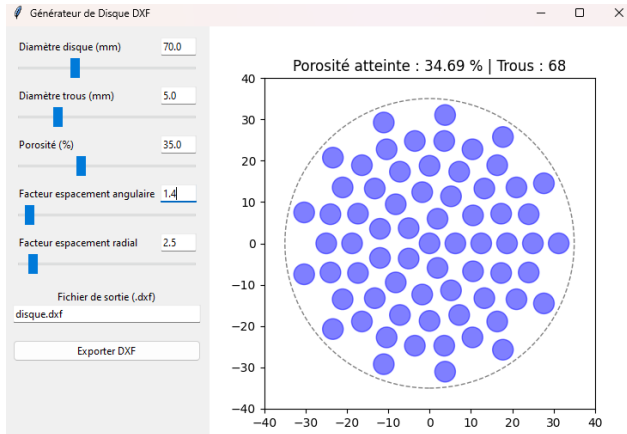 Générateur de Disque DXF
Diamètre disque (mm) 70.0
Diamètre trous (mm) 5.0
Porosité (%) 35.0
Facteur espacement angulaire 1.4
Facteur espacement radial 2.5
Fichier de sortie (.dxf)
disque.dxf
Exporter DXF
Porosité atteinte : 34.69 % | Trous : 68
40
30
20
10
0
−10
−20
−30
−40
−40 −30 −20 −10 0 10 20 30 40